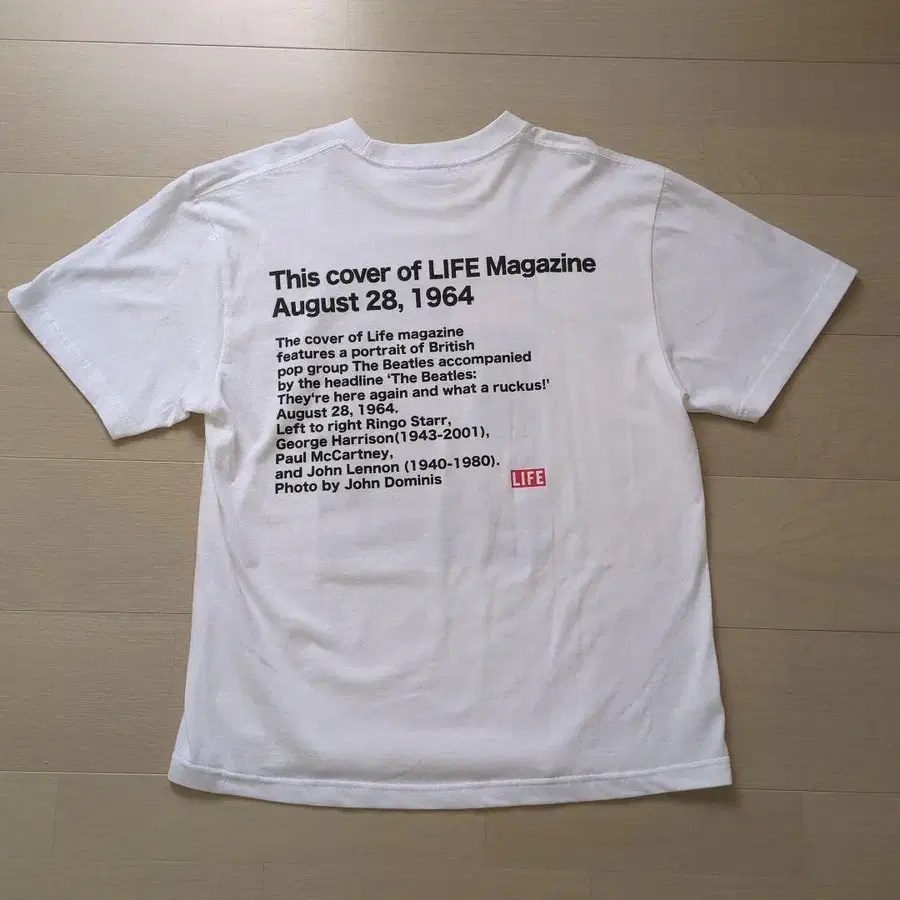 This cover of LIFE Magazine
August 28, 1964
The cover of Life magazine
features a portrait of British
pop group The Beatles accompanied
by the headline ‘The Beatles:
They‘re here again and what a ruckus!’
August 28, 1964.
Left to right Ringo Starr,
George Harrison(1943-2001),
Paul McCartney,
and John Lennon (1940-1980).
Photo by John Dominis
LIFE